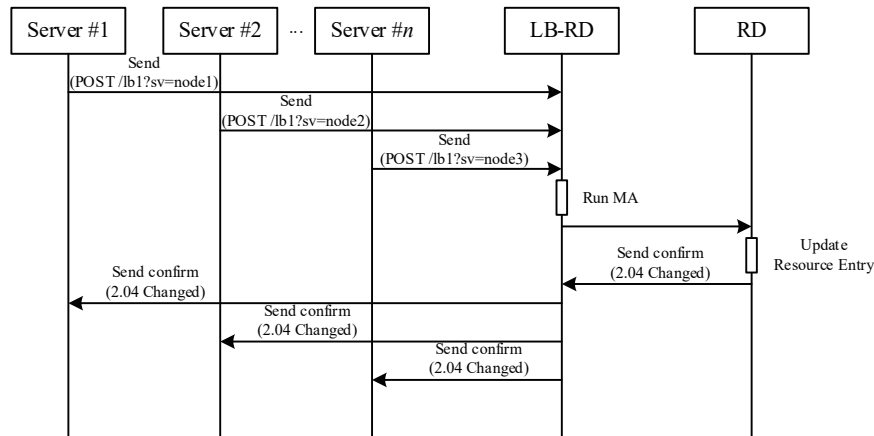 Server #1
Server #2
...
Server #n
LB-RD
RD
Send
(POST /lb1?sv=node1)
Send
(POST /lb1?sv=node2)
Send
(POST /lb1?sv=node3)
Run MA
Update
Resource Entry
Send confirm
(2.04 Changed)
Send confirm
(2.04 Changed)
Send confirm
(2.04 Changed)
Send confirm
(2.04 Changed)